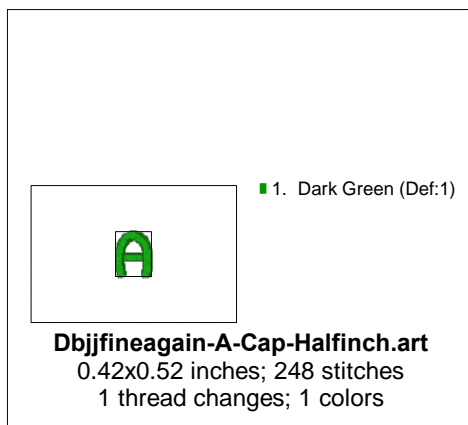 1. Dark Green (Def:1)
A
Dbjjfineagain-A-Cap-Halfinch.art
0.42x0.52 inches; 248 stitches
1 thread changes; 1 colors